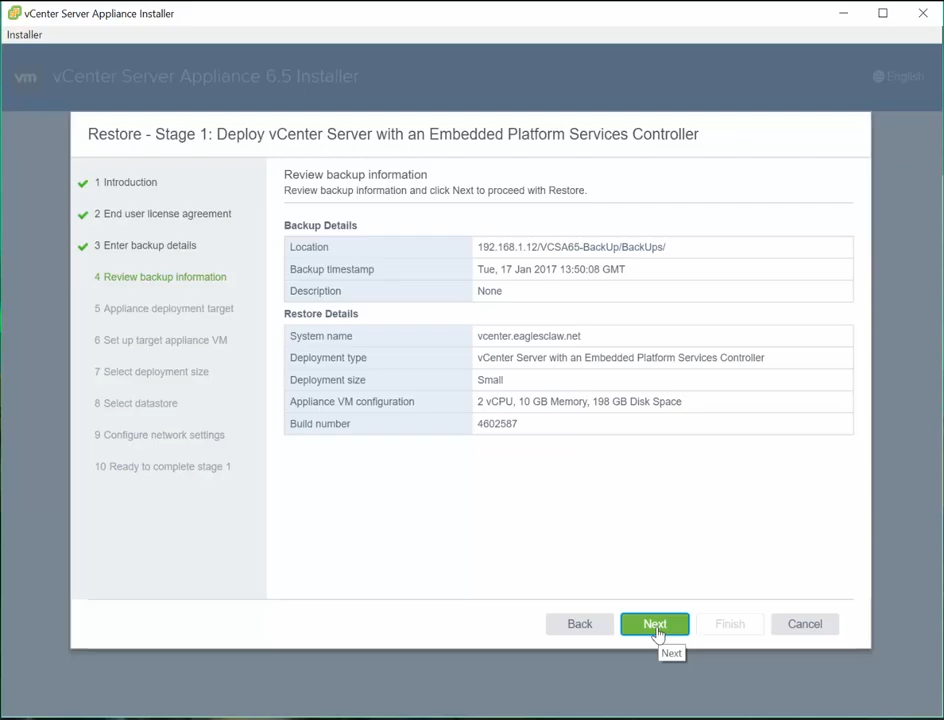 vCenter Server Appliance Installer
Installer
vm vCenter Server Appliance 6.5 Installer
English
Restore - Stage 1: Deploy vCenter Server with an Embedded Platform Services Controller
1 Introduction
2 End user license agreement
3 Enter backup details
4 Review backup information
5 Appliance deployment target
6 Set up target appliance VM
7 Select deployment size
8 Select datastore
9 Configure network settings
10 Ready to complete stage 1
Review backup information
Review backup information and click Next to proceed with Restore.
Backup Details
Location 192.168.1.12/VCSA65-BackUp/BackUps/
Backup timestamp Tue, 17 Jan 2017 13:50:08 GMT
Description None
Restore Details
System name vcenter.eaglesclaw.net
Deployment type vCenter Server with an Embedded Platform Services Controller
Deployment size Small
Appliance VM configuration 2 vCPU, 10 GB Memory, 198 GB Disk Space
Build number 4602587
Back Next Finish Cancel
Next